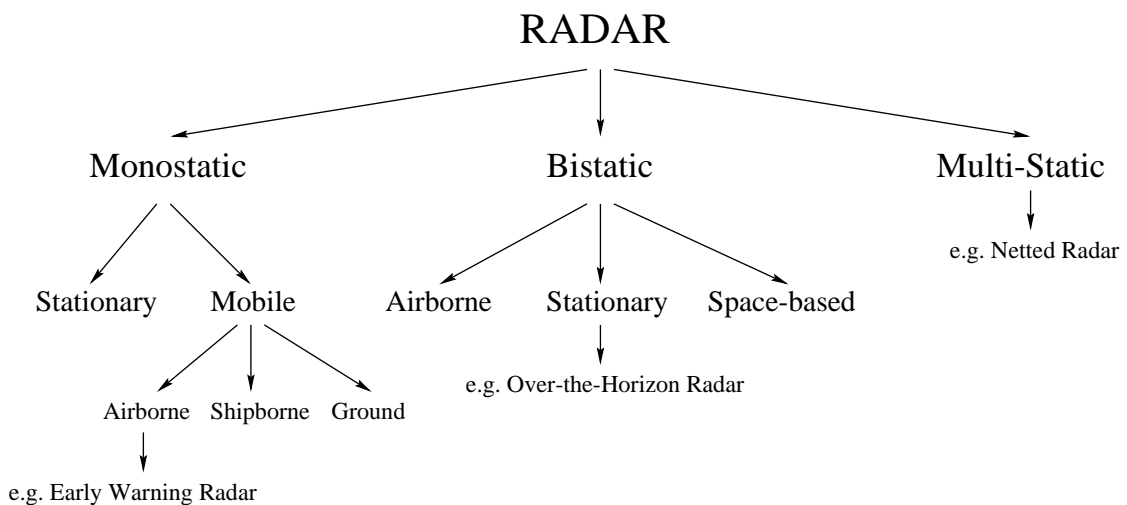 RADAR
Monostatic Bistatic Multi-Static
e.g. Netted Radar
Stationary Mobile Airborne Stationary Space-based
e.g. Over-the-Horizon Radar
Airborne Shipborne Ground
e.g. Early Warning Radar